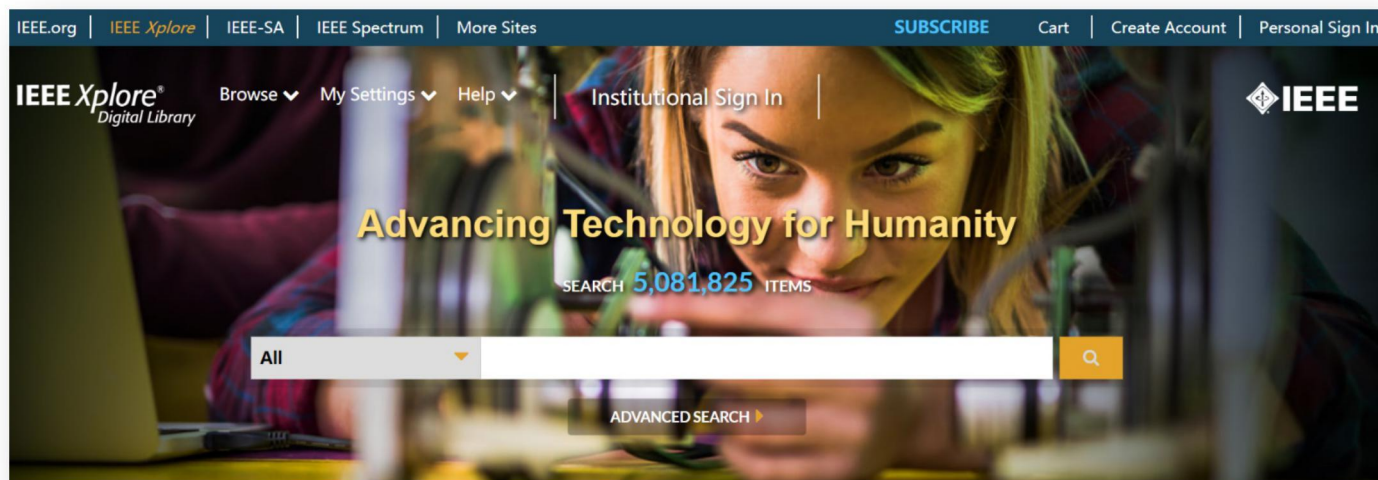 IEEE.org | IEEE Xplore | IEEE-SA | IEEE Spectrum | More Sites SUBSCRIBE Cart | Create Account | Personal Sign In
IEEE Xplore® Browse My Settings Help Institutional Sign In IEEE
Digital Library
Advancing Technology for Humanity
SEARCH 5,081,825 ITEMS
All
ADVANCED SEARCH